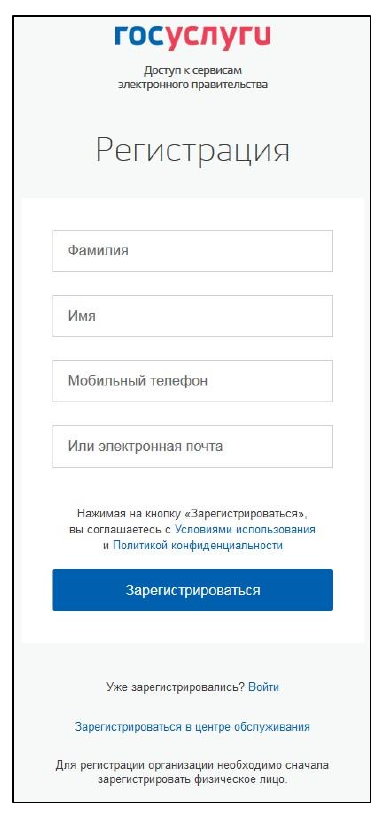 госуслуги
Доступ к сервисам
электронного правительства
Регистрация
Фамилия
Имя
Мобильный телефон
Или электронная почта
Нажимая на кнопку «Зарегистрироваться»,
вы соглашаетесь с Условиями использования
и Политикой конфиденциальности
Зарегистрироваться
Уже зарегистрировались? Войти
Зарегистрироваться в центре обслуживания
Для регистрации организации необходимо сначала
зарегистрировать физическое лицо.